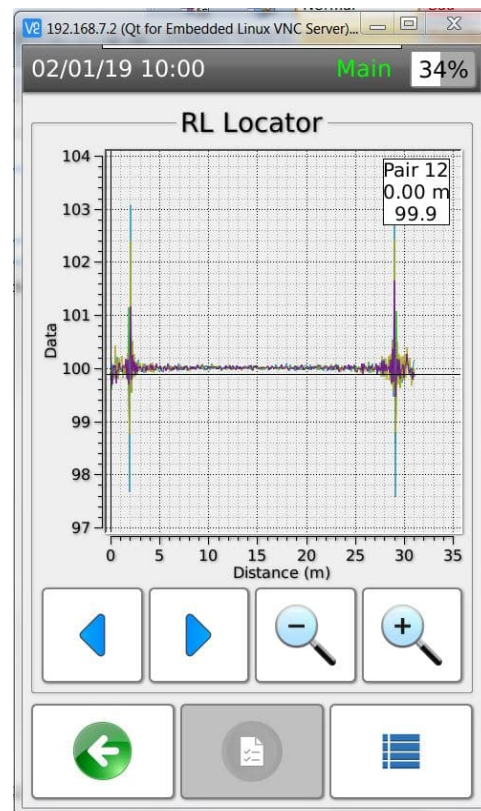 192.168.7.2 (Qt for Embedded Linux VNC Server)...
02/01/19 10:00 Main 34%
RL Locator
Pair 12
0.00 m
99.9
104
103
102
101
100
99
98
97
Data
0 5 10 15 20 25 30 35
Distance (m)